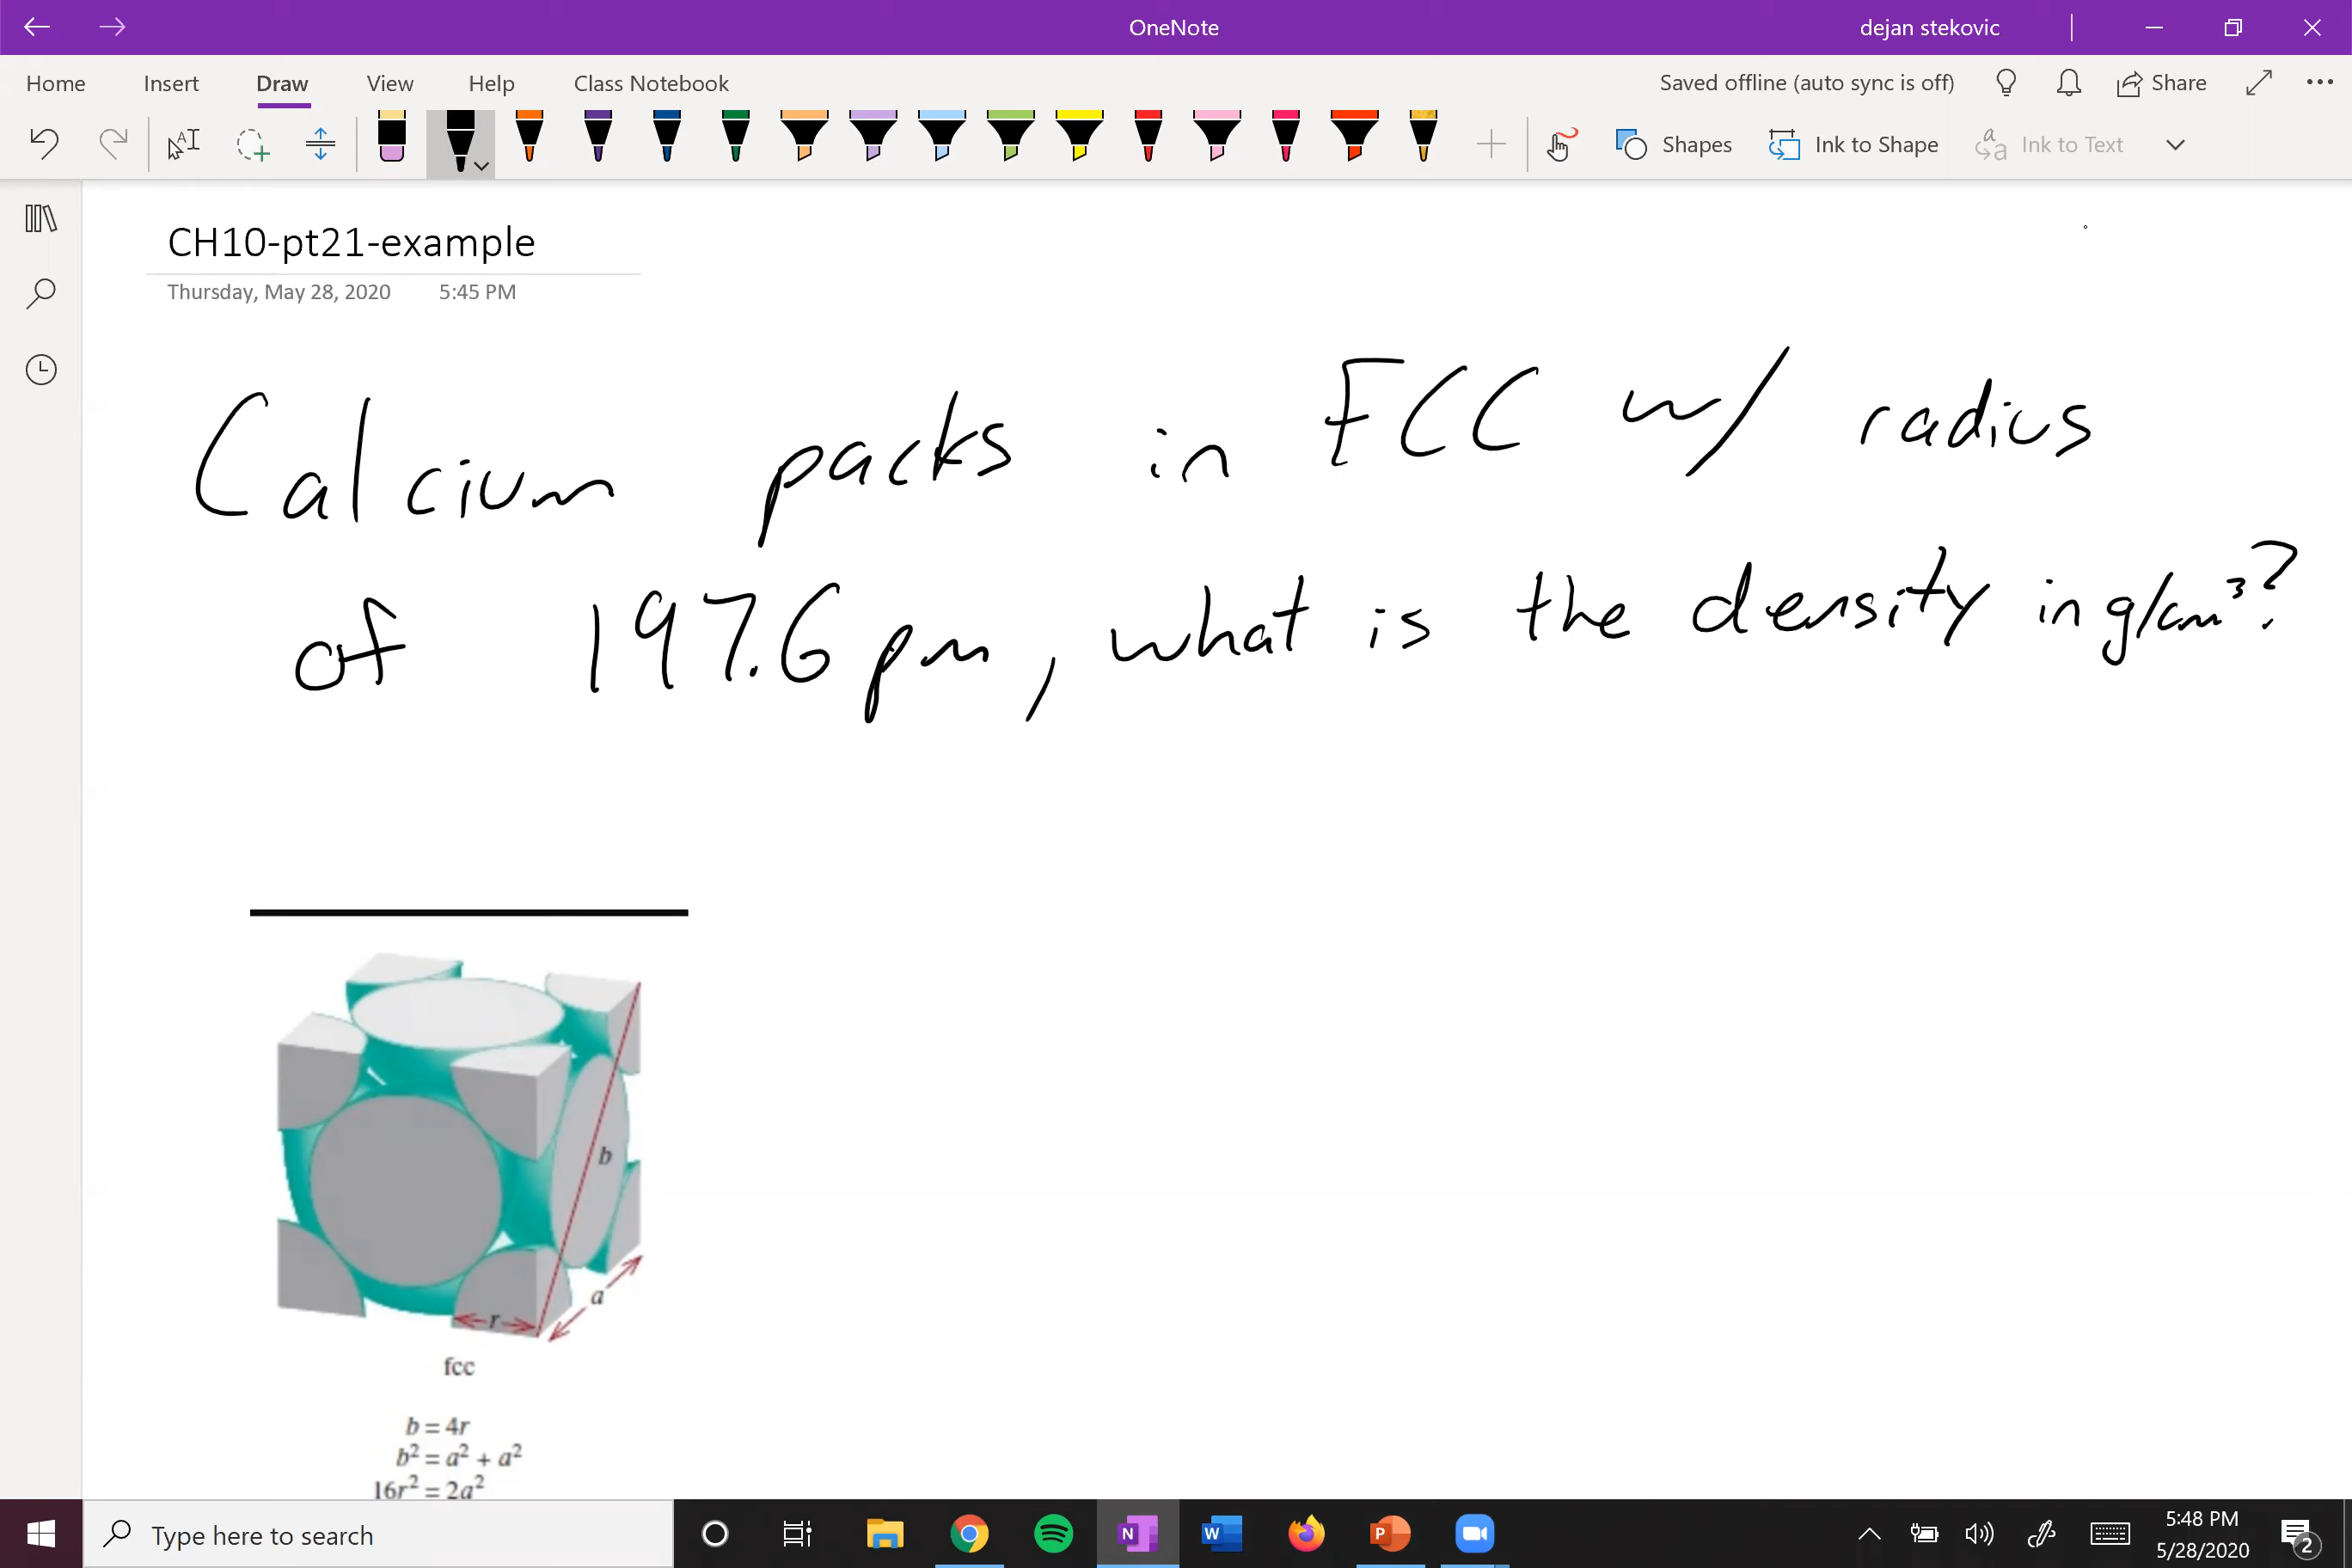 OneNote
dejan stekovic
Home Insert Draw View Help Class Notebook
Saved offline (auto sync is off) Share
Shapes Ink to Shape Ink to Text
CH10-pt21-example
Thursday, May 28, 2020 5:45 PM
Calcium packs in FCC w/ radius
of 197.6 pm, what is the density in g/cm³?
b
a
r
fcc
b = 4r
b² = a² + a²
16r² = 2a²
Type here to search
5:48 PM
5/28/2020
2